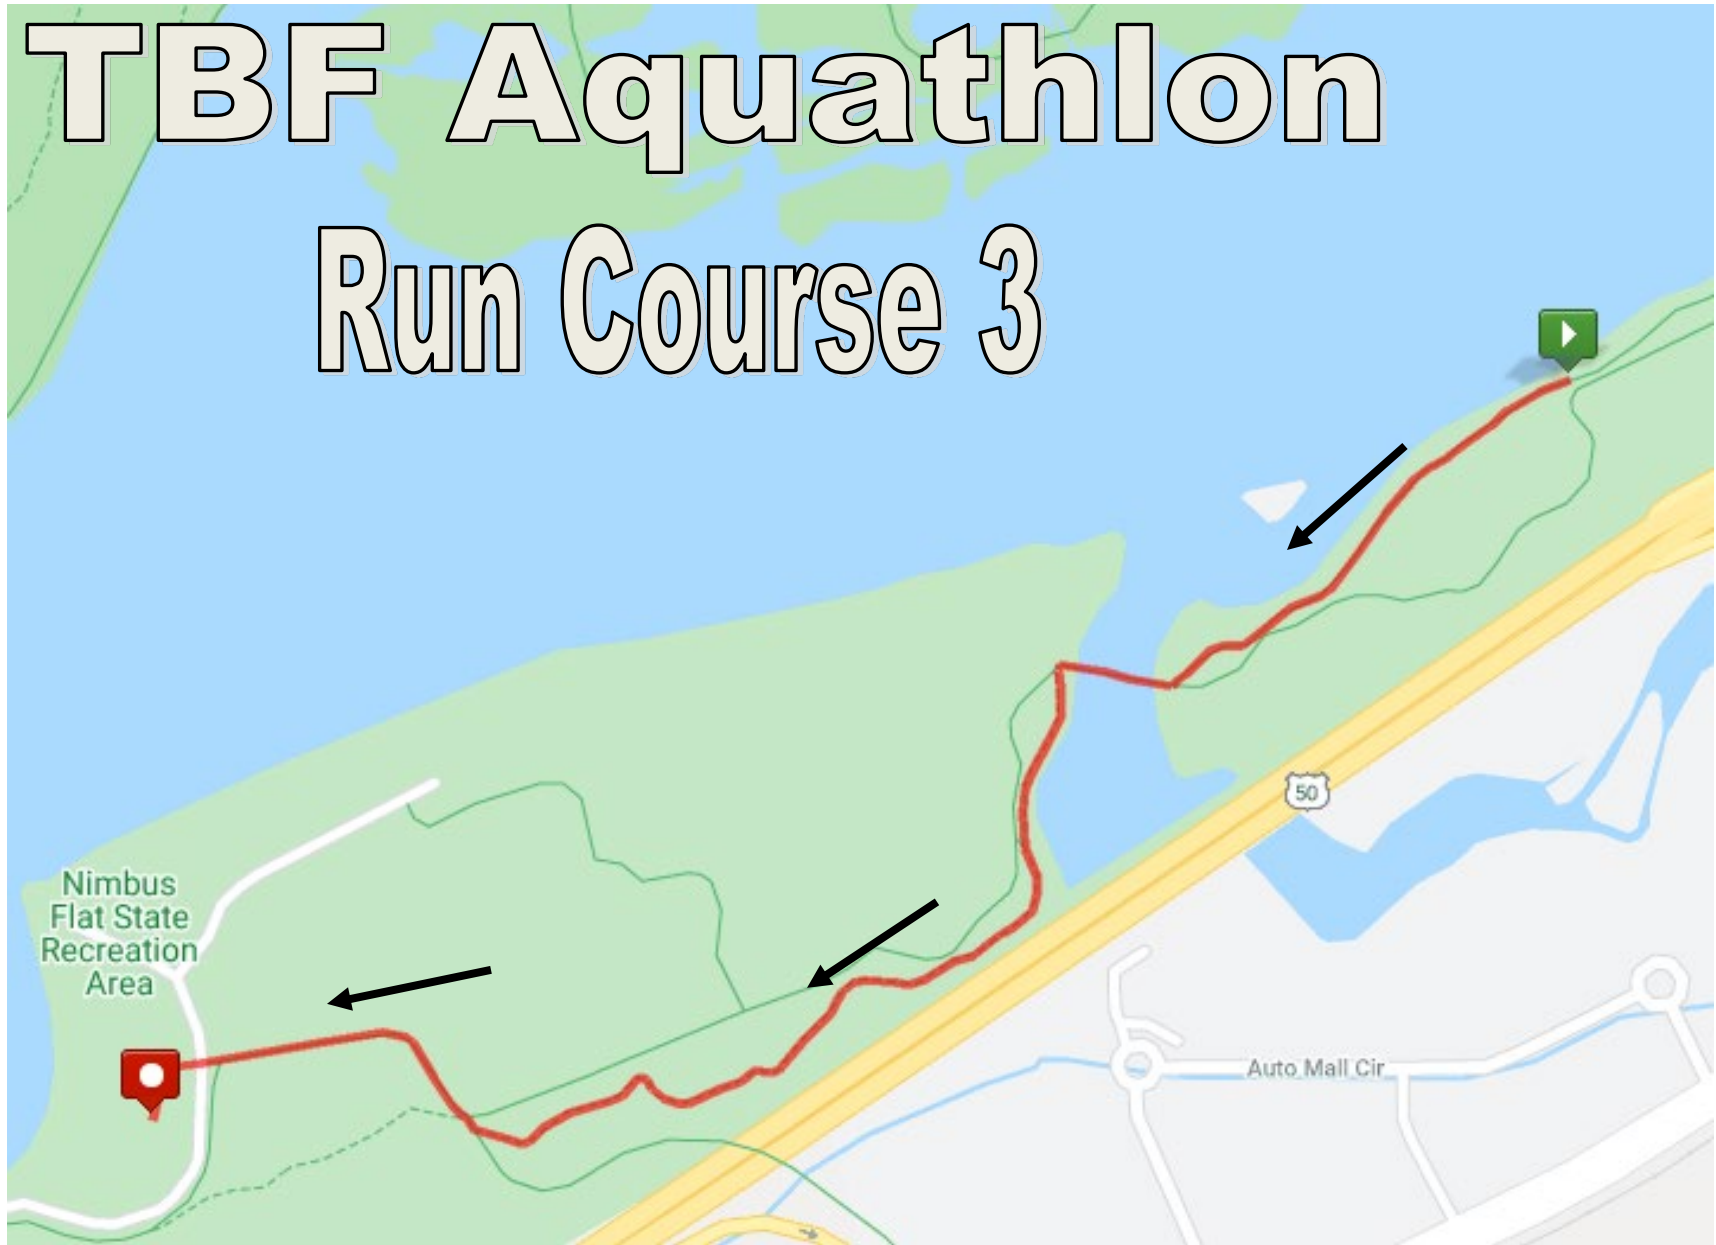 TBF Aquathlon
Run Course 3
50
Nimbus
Flat State
Recreation
Area
Auto Mall Cir